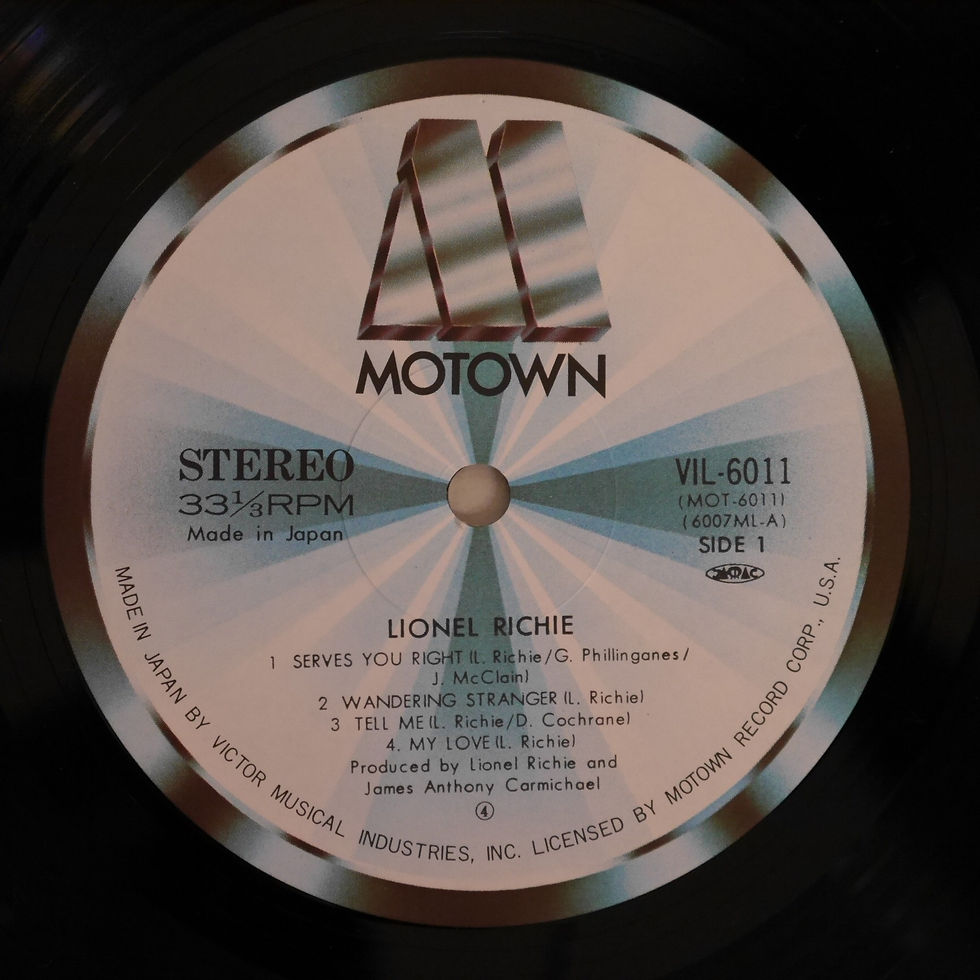 MOTOWN
STEREO
33⅓RPM
Made in Japan
VIL-6011
(MOT-6011)
(6007ML-A)
SIDE 1
JASRAC
LIONEL RICHIE
1 SERVES YOU RIGHT (L. Richie/G. Phillinganes/
J. McClain)
2 WANDERING STRANGER (L. Richie)
3 TELL ME (L. Richie/D. Cochrane)
4. MY LOVE (L. Richie)
Produced by Lionel Richie and
James Anthony Carmichael
④
MADE IN JAPAN BY VICTOR MUSICAL INDUSTRIES, INC. LICENSED BY MOTOWN RECORD CORP., U.S.A.